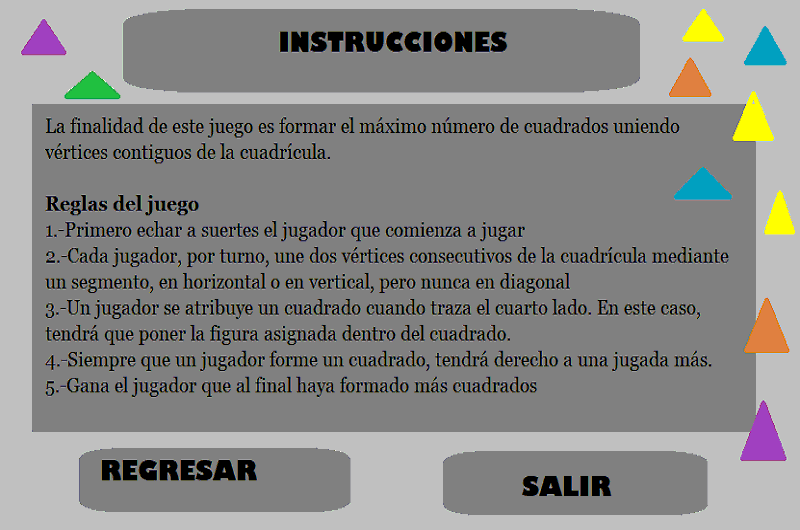 INSTRUCCIONES
La finalidad de este juego es formar el máximo número de cuadrados uniendo
vértices contiguos de la cuadrícula.
Reglas del juego
1.-Primero echar a suertes el jugador que comienza a jugar
2.-Cada jugador, por turno, une dos vértices consecutivos de la cuadrícula mediante
un segmento, en horizontal o en vertical, pero nunca en diagonal
3.-Un jugador se atribuye un cuadrado cuando traza el cuarto lado. En este caso,
tendrá que poner la figura asignada dentro del cuadrado.
4.-Siempre que un jugador forme un cuadrado, tendrá derecho a una jugada más.
5.-Gana el jugador que al final haya formado más cuadrados
REGRESAR
SALIR